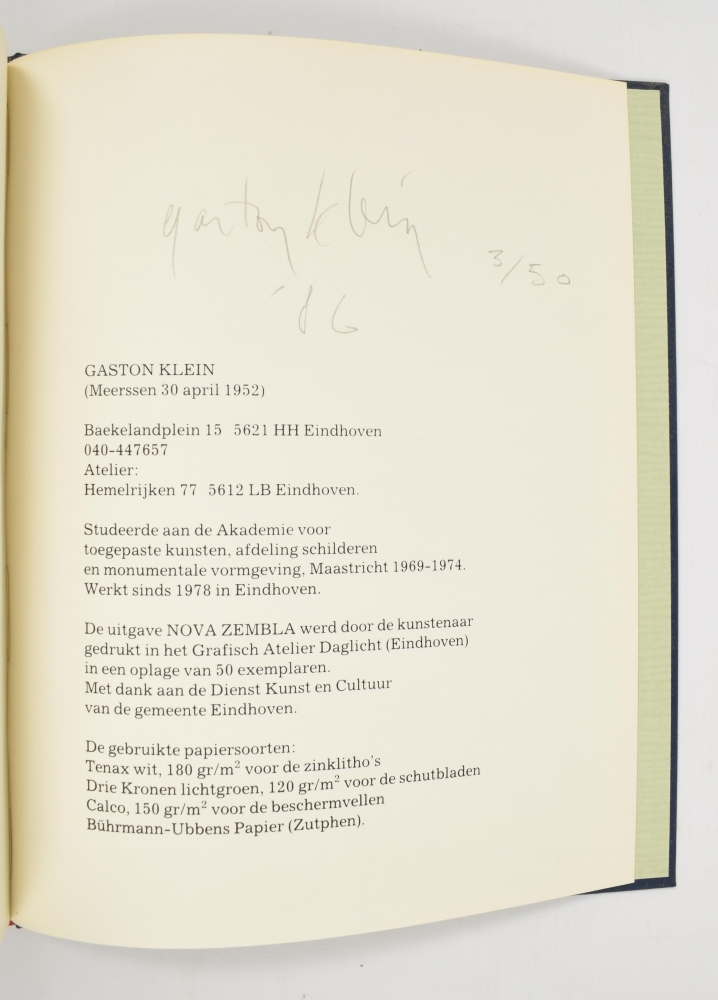 gaston klein
3/50
'86
GASTON KLEIN
(Meerssen 30 april 1952)
Baekelandplein 15 5621 HH Eindhoven
040-447657
Atelier:
Hemelrijken 77 5612 LB Eindhoven.
Studeerde aan de Akademie voor
toegepaste kunsten, afdeling schilderen
en monumentale vormgeving, Maastricht 1969-1974.
Werkt sinds 1978 in Eindhoven.
De uitgave NOVA ZEMBLA werd door de kunstenaar
gedrukt in het Grafisch Atelier Daglicht (Eindhoven)
in een oplage van 50 exemplaren.
Met dank aan de Dienst Kunst en Cultuur
van de gemeente Eindhoven.
De gebruikte papiersoorten:
Tenax wit, 180 gr/m² voor de zinklitho's
Drie Kronen lichtgroen, 120 gr/m² voor de schutbladen
Calco, 150 gr/m² voor de beschermvellen
Bührmann-Ubbens Papier (Zutphen).